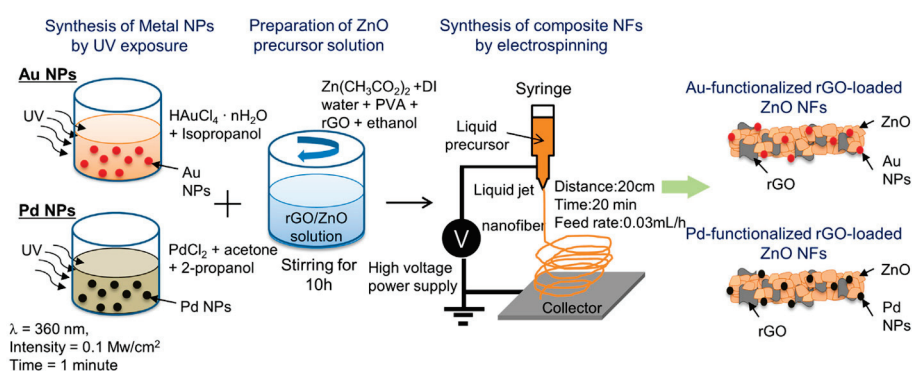 Synthesis of Metal NPs
by UV exposure
Au NPs
UV
HAuCl₄ · nH₂O
+ Isopropanol
Au
NPs
Pd NPs
UV
PdCl₂ + acetone
+ 2-propanol
Pd NPs
λ = 360 nm,
Intensity = 0.1 Mw/cm²
Time = 1 minute
+
Preparation of ZnO
precursor solution
Zn(CH₃CO₂)₂ +DI
water + PVA +
rGO + ethanol
rGO/ZnO
solution
Stirring for
10h
Synthesis of composite NFs
by electrospinning
Syringe
Liquid
precursor
Liquid jet
nanofiber
Distance:20cm
Time:20 min
Feed rate:0.03mL/h
V
High voltage
power supply
Collector
Au-functionalized rGO-loaded
ZnO NFs
ZnO
Au
NPs
rGO
Pd-functionalized rGO-loaded
ZnO NFs
ZnO
Pd
NPs
rGO